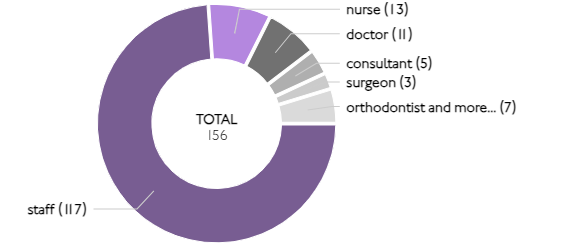 nurse (13)
doctor (11)
consultant (5)
surgeon (3)
orthodontist and more... (7)
TOTAL
156
staff (117)